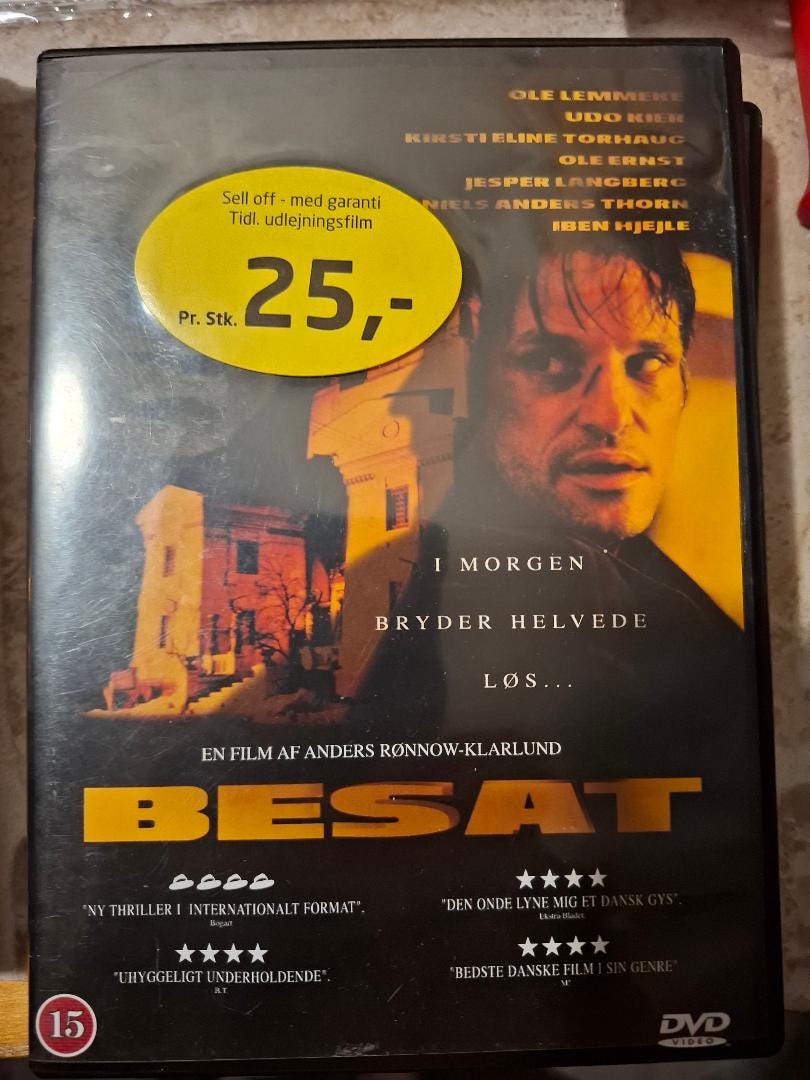 OLE LEMMEKE
UDO KIER
KIRSTI ELINE TORHAUG
OLE ERNST
JESPER LANGBERG
NIELS ANDERS THORN
IBEN HJEJLE
Sell off - med garanti
Tidl. udlejningsfilm
Pr. Stk. 25,-
I MORGEN
BRYDER HELVEDE
LØS...
EN FILM AF ANDERS RØNNOW-KLARLUND
BESAT
"NY THRILLER I INTERNATIONALT FORMAT".
Bogart
"DEN ONDE LYNE MIG ET DANSK GYS".
Ekstra Bladet
"UHYGGELIGT UNDERHOLDENDE".
B.T.
"BEDSTE DANSKE FILM I SIN GENRE"
M'
15
DVD
VIDEO